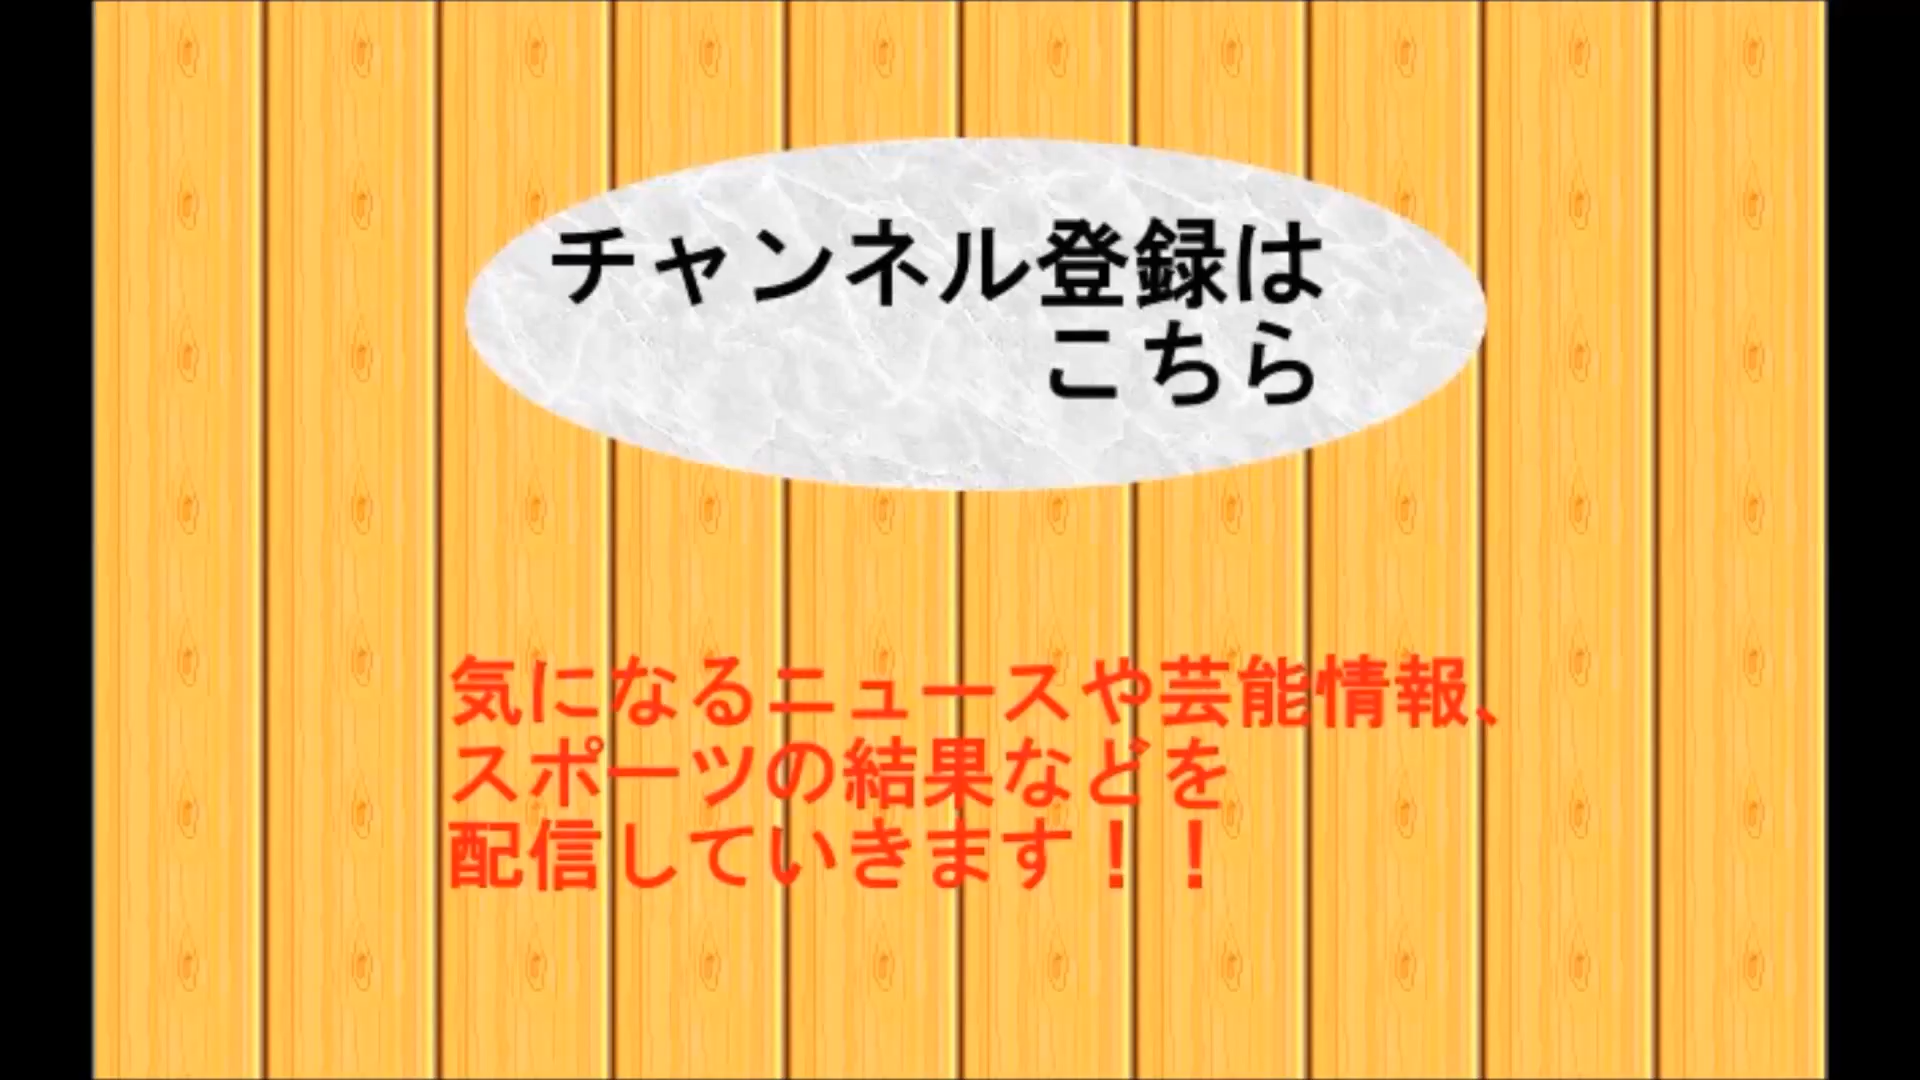 チャンネル登録は
こちら
気になるニュースや芸能情報、
スポーツの結果などを
配信していきます！！